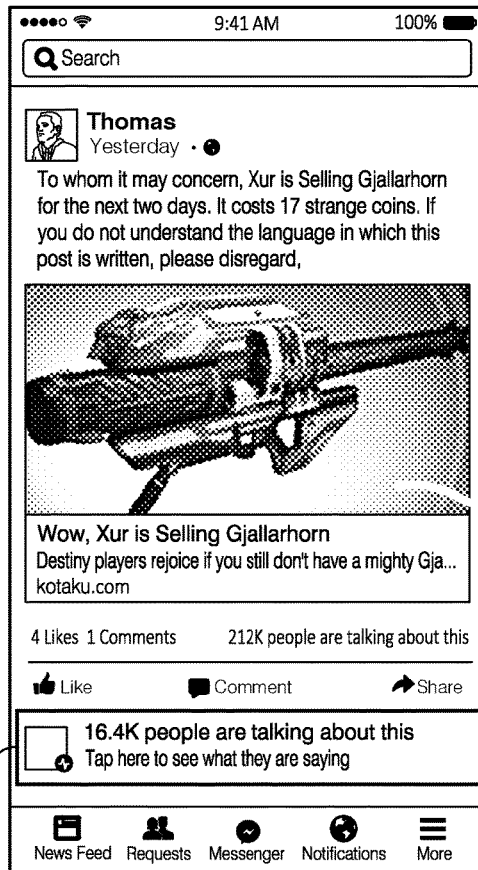 9:41 AM 100%
Search
Thomas
Yesterday ·
To whom it may concern, Xur is Selling Gjallarhorn
for the next two days. It costs 17 strange coins. If
you do not understand the language in which this
post is written, please disregard,
Wow, Xur is Selling Gjallarhorn
Destiny players rejoice if you still don't have a mighty Gja...
kotaku.com
4 Likes 1 Comments 212K people are talking about this
Like Comment Share
16.4K people are talking about this
Tap here to see what they are saying
News Feed Requests Messenger Notifications More